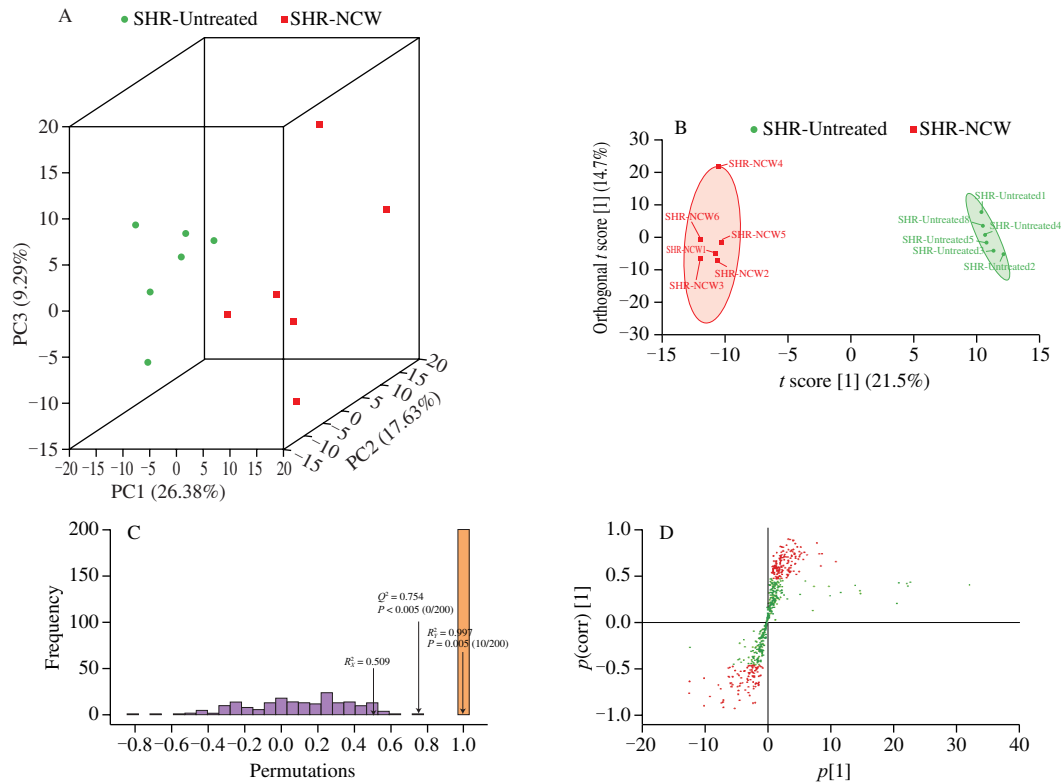 A
SHR-Untreated SHR-NCW
20
15
10
5
0
−5
−10
−15
PC3 (9.29%)
−20 −15 −10 −5 0 5 10 15 20
PC1 (26.38%)
−15
−10
−5
0
5
10
15
20
PC2 (17.63%)
B
SHR-Untreated SHR-NCW
30
20
10
0
−10
−20
−30
Orthogonal t score [1] (14.7%)
SHR-NCW4
SHR-NCW6
SHR-NCW5
SHR-NCW1
SHR-NCW2
SHR-NCW3
SHR-Untreated1
SHR-Untreated8
SHR-Untreated4
SHR-Untreated5
SHR-Untreated2
−15 −10 −5 0 5 10 15
t score [1] (21.5%)
C
200
150
100
50
0
Frequency
Q² = 0.754
P < 0.005 (0/200)
R²Y = 0.997
P = 0.005 (10/200)
R²X = 0.509
−0.8 −0.6 −0.4 −0.2 0.0 0.2 0.4 0.6 0.8 1.0
Permutations
D
1.0
0.5
0.0
−0.5
−1.0
p(corr) [1]
−20 −10 0 10 20 30 40
p[1]